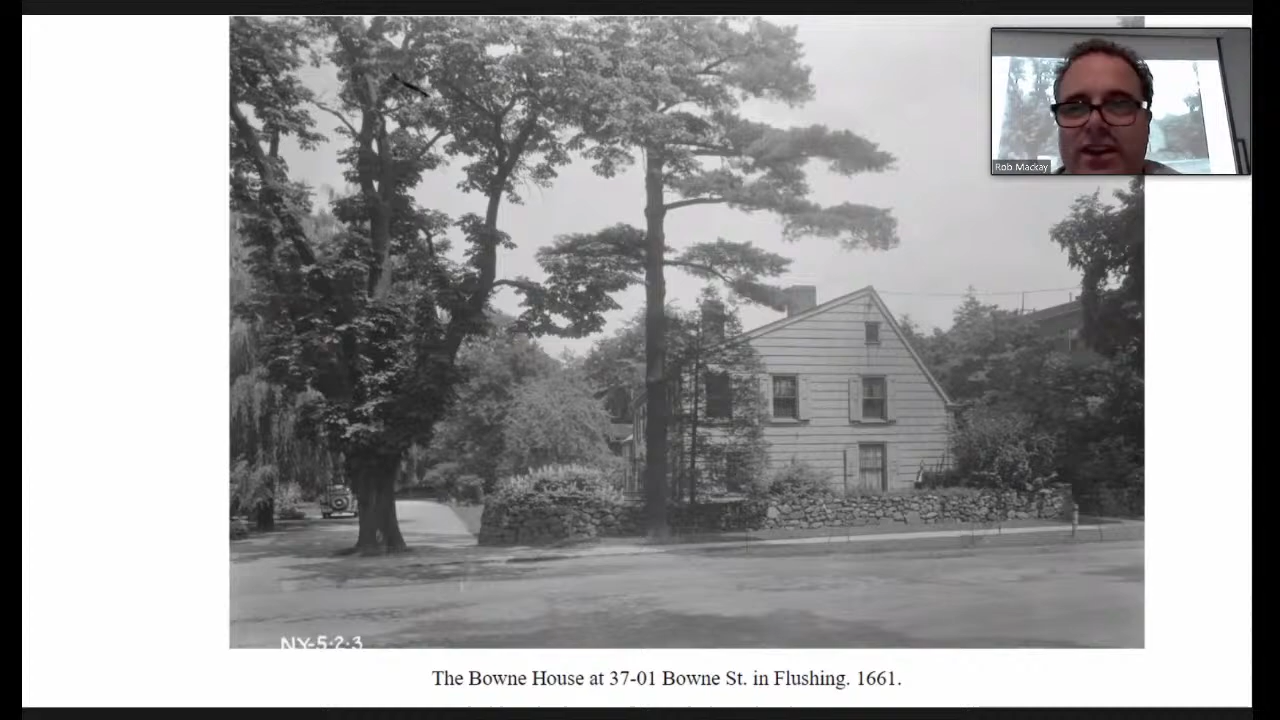 Rob Mackay
NY-5-2-3
The Bowne House at 37-01 Bowne St. in Flushing. 1661.